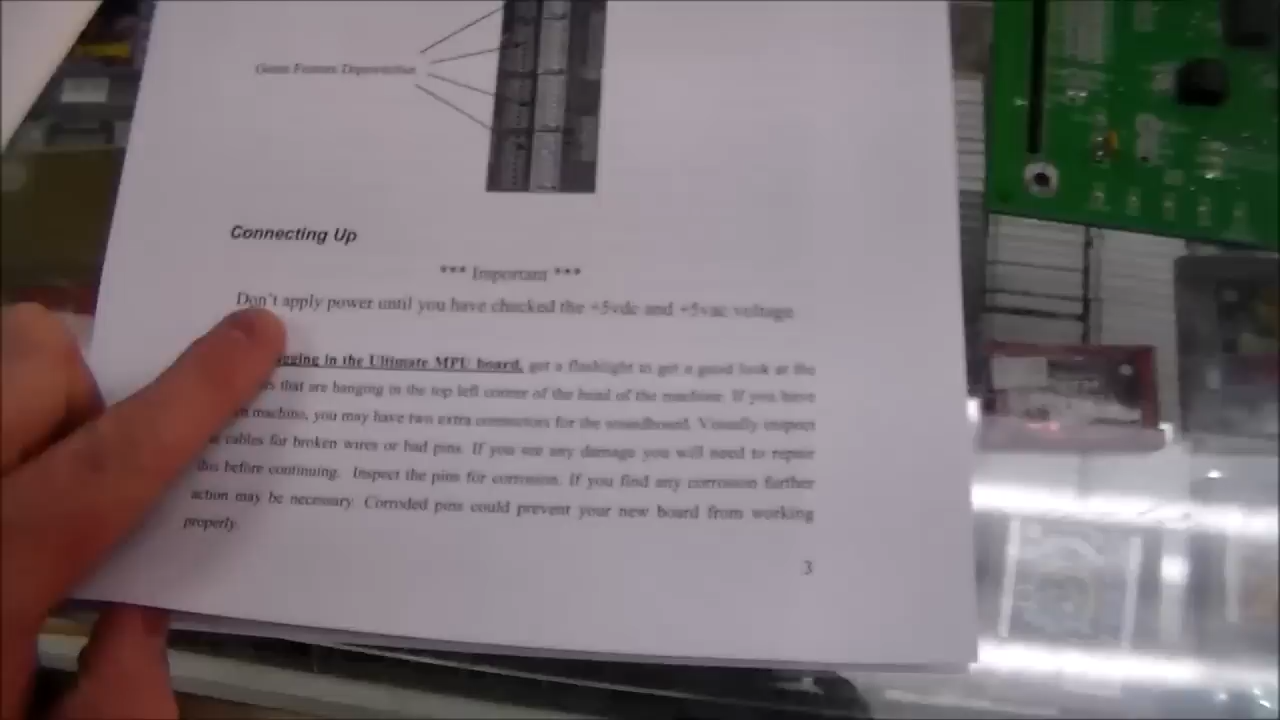 Connecting Up
*** Important ***
Don't apply power until you have checked the +5vdc and +5vac voltage
in the Ultimate MPU board, get a flashlight to get a good look at the
that are hanging in the top left corner of the head of the machine. If you have
machine, you may have two extra connectors for the soundboard. Visually inspect
cables for broken wires or bad pins. If you see any damage you will need to repair
this before continuing. Inspect the pins for corrosion. If you find any corrosion further
action may be necessary. Corroded pins could prevent your new board from working
properly.
3